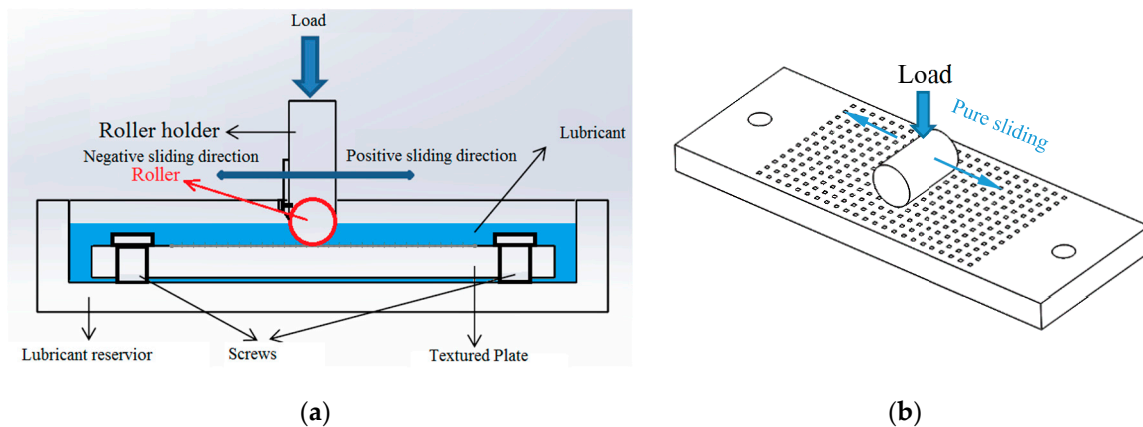 Load
Roller holder
Lubricant
Negative sliding direction
Positive sliding direction
Roller
Lubricant reservior
Screws
Textured Plate
(a)
Load
Pure sliding
(b)